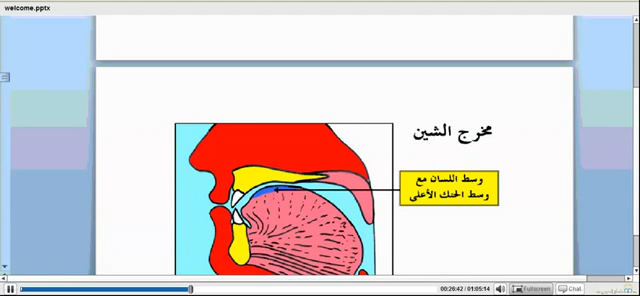 welcome.pptx
مخرج الشين
وسط اللسان مع
وسط الحنك الأعلى
00:26:42 / 01:05:14
Fullscreen
Chat